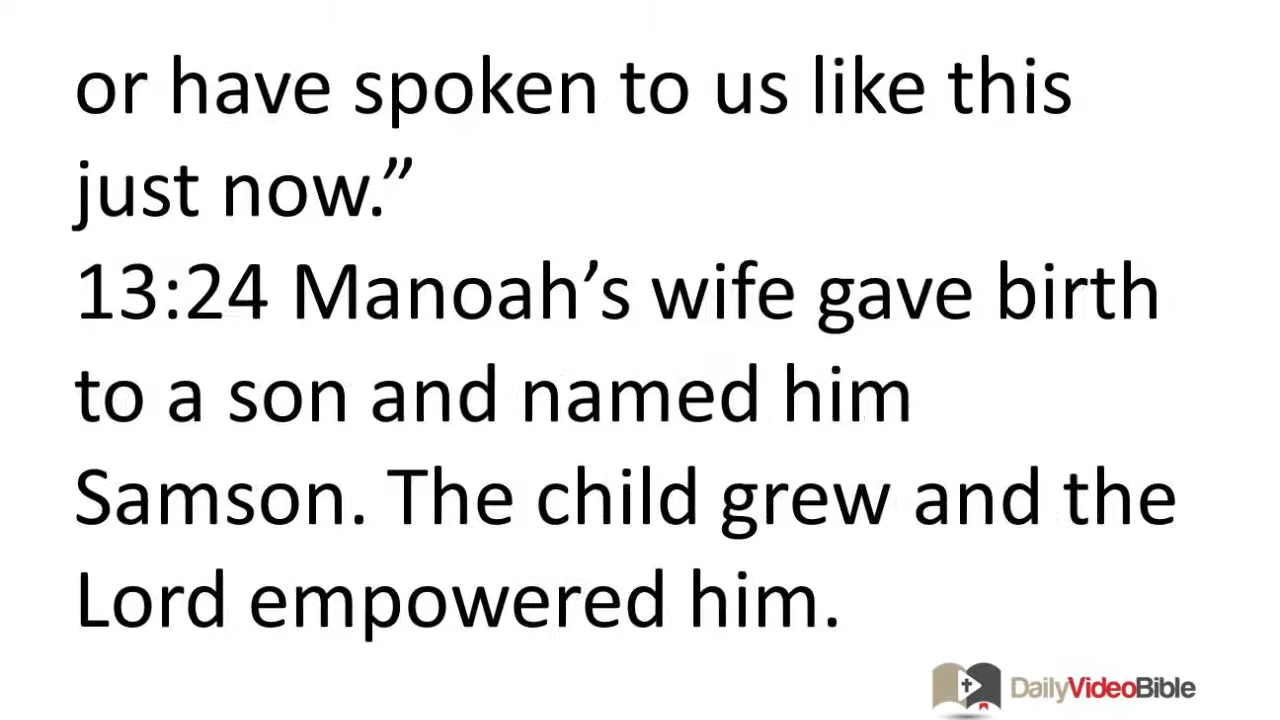 or have spoken to us like this
just now.”
13:24 Manoah’s wife gave birth
to a son and named him
Samson. The child grew and the
Lord empowered him.
DailyVideoBible